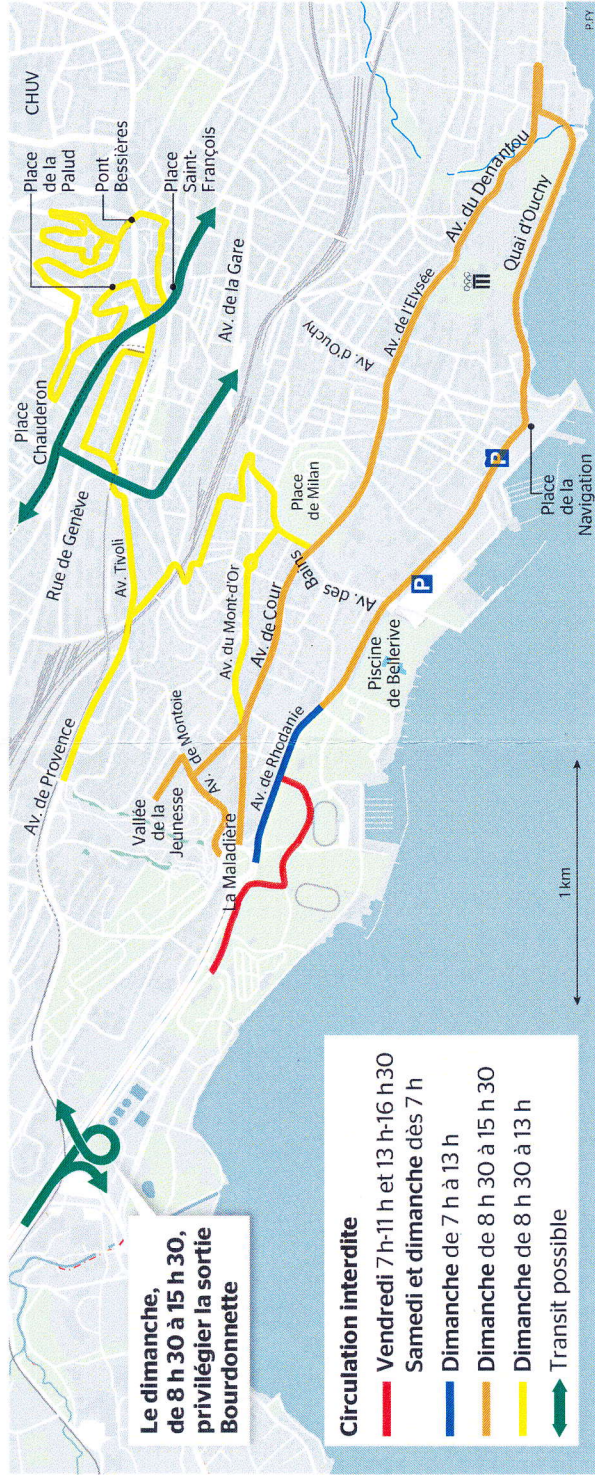 Le dimanche,
de 8 h 30 à 15 h 30,
privilégier la sortie
Bourdonnette
Circulation interdite
Vendredi 7 h-11 h et 13 h-16 h 30
Samedi et dimanche dès 7 h
Dimanche de 7 h à 13 h
Dimanche de 8 h 30 à 15 h 30
Dimanche de 8 h 30 à 13 h
Transit possible
1 km
Av. de Provence
Vallée
de la
Jeunesse
Av. de Montoie
La Maladière
Av. de Rhodanie
Av. de Cour
Av. du Mont-d'Or
Av. Tivoli
Rue de Genève
Place
Chauderon
Place
de Milan
Bains
Av. des
Piscine
de Bellerive
P
P
Place
de la
Navigation
Quai d'Ouchy
Av. du Denantou
Av. de l'Elysée
Av. d'Ouchy
Av. de la Gare
Place
Saint-
François
Pont
Bessières
Place
de la
Palud
CHUV
P.FY